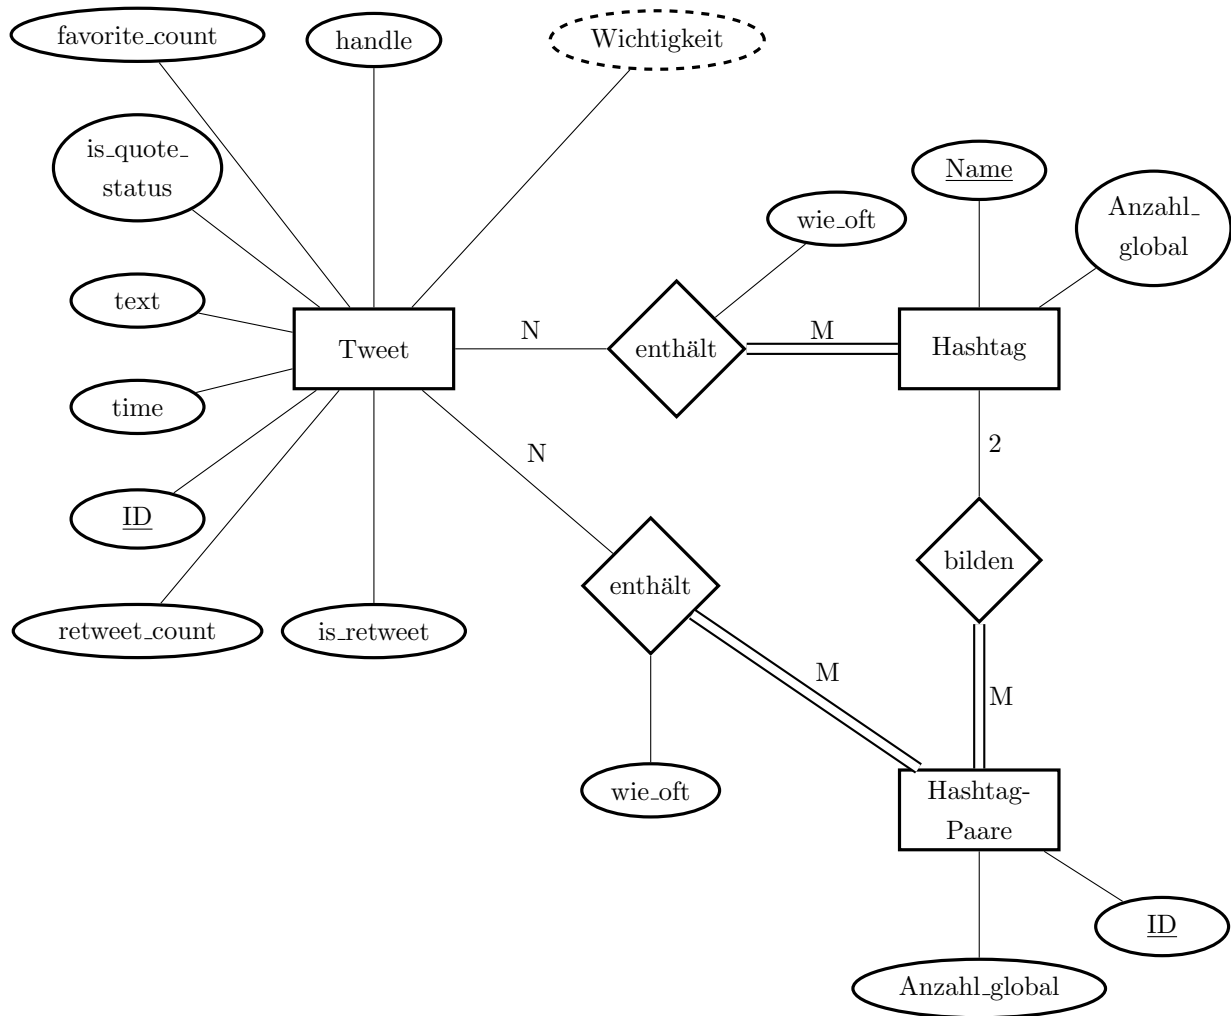 favorite_count
handle
Wichtigkeit
is_quote_
status
Name
Anzahl_
global
wie_oft
text
Tweet
N
enthält
M
Hashtag
time
2
N
ID
bilden
enthält
retweet_count
is_retweet
M
M
wie_oft
Hashtag-
Paare
ID
Anzahl_global